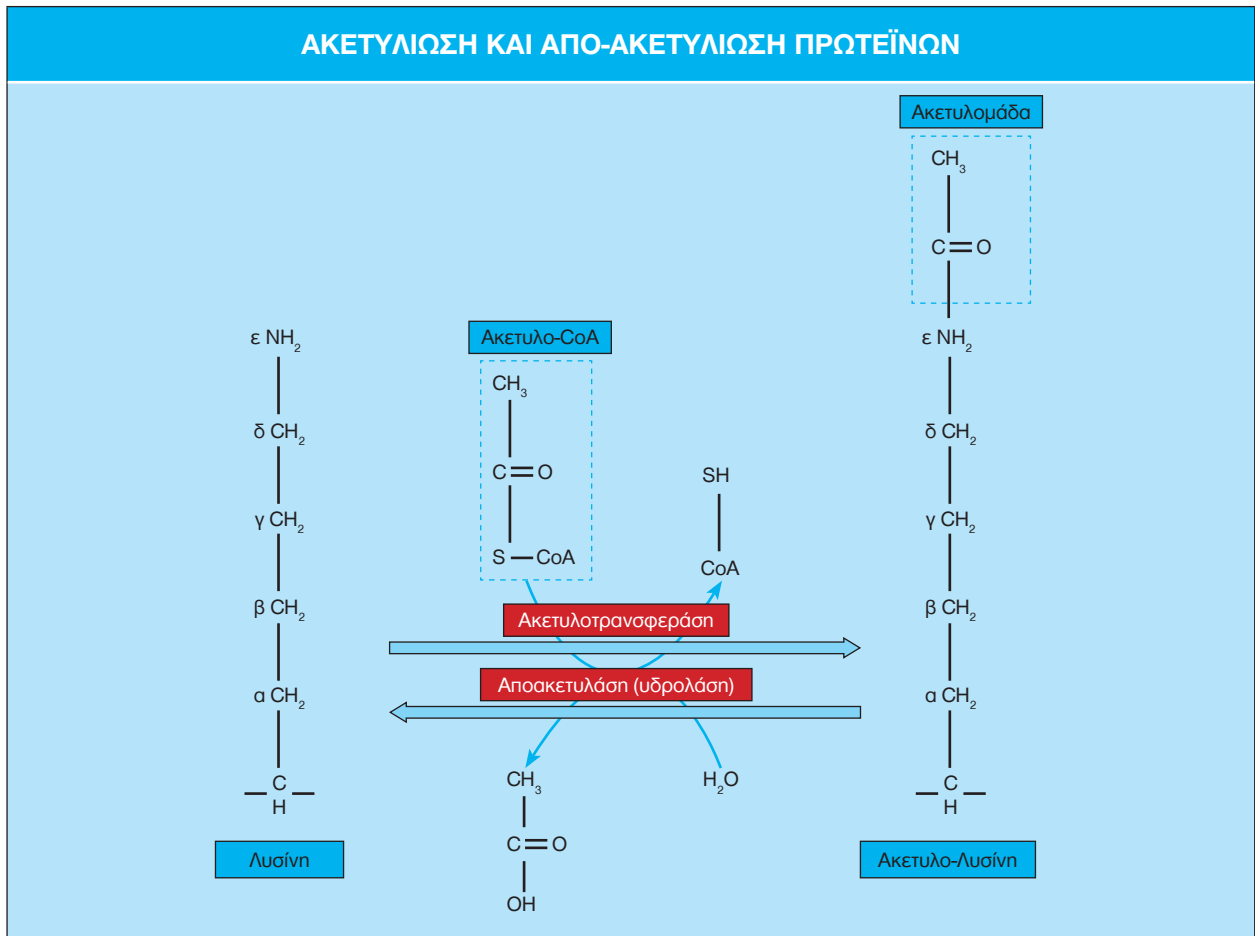 ΑΚΕΤΥΛΙΩΣΗ ΚΑΙ ΑΠΟ-ΑΚΕΤΥΛΙΩΣΗ ΠΡΩΤΕΪΝΩΝ
ε NH₂
δ CH₂
γ CH₂
β CH₂
α CH₂
C
H
Λυσίνη
Ακετυλο-CoA
CH₃
C=O
S—CoA
SH
CoA
Ακετυλοτρανσφεράση
Αποακετυλάση (υδρολάση)
CH₃
C=O
OH
H₂O
Ακετυλομάδα
CH₃
C=O
ε NH₂
δ CH₂
γ CH₂
β CH₂
α CH₂
C
H
Ακετυλο-Λυσίνη